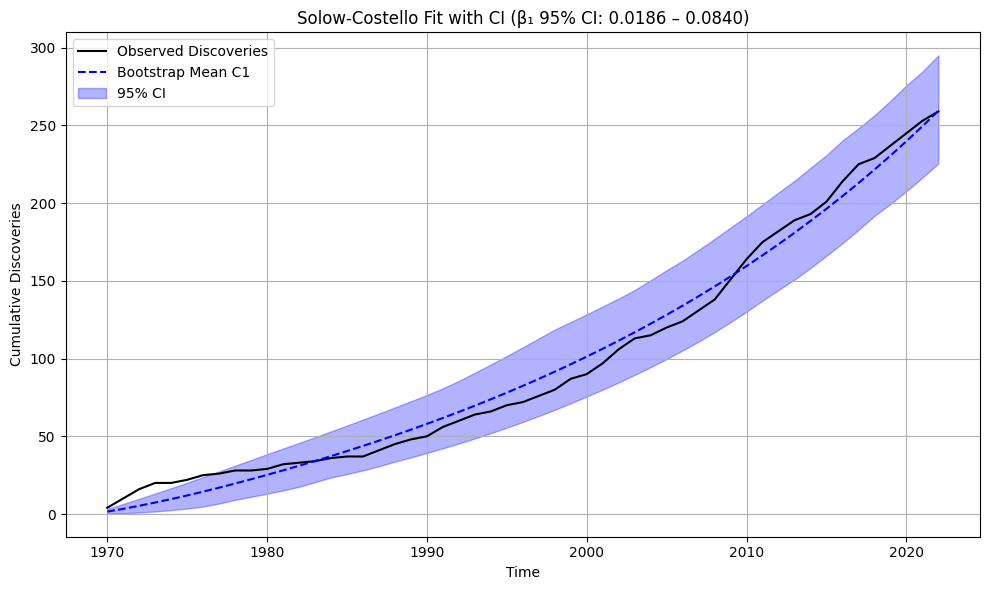 Solow-Costello Fit with CI (β₁ 95% CI: 0.0186 – 0.0840)
Observed Discoveries
Bootstrap Mean C1
95% CI
Cumulative Discoveries
300
250
200
150
100
50
0
1970
1980
1990
2000
2010
2020
Time